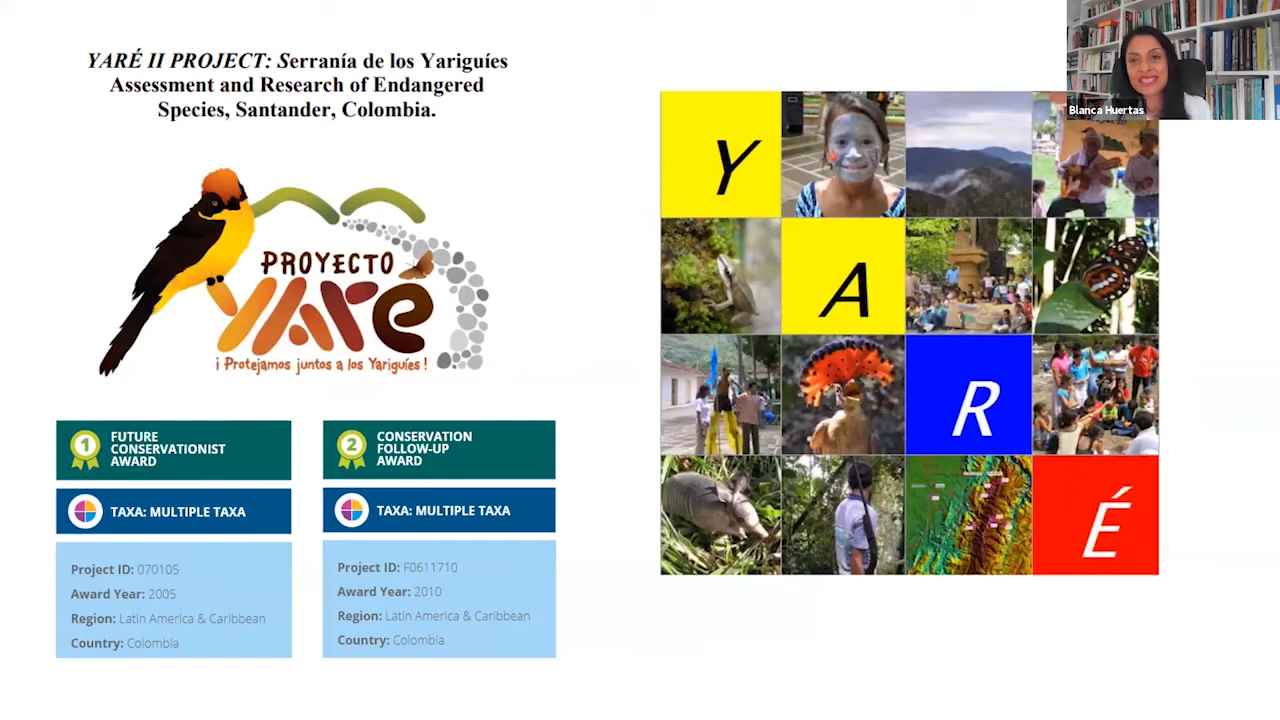 YARÉ II PROJECT: Serranía de los Yariguíes
Assessment and Research of Endangered
Species, Santander, Colombia.
PROYECTO
YARÉ
¡ Protejamos juntos a los Yariguíes !
1
FUTURE
CONSERVATIONIST
AWARD
TAXA: MULTIPLE TAXA
Project ID: 070105
Award Year: 2005
Region: Latin America & Caribbean
Country: Colombia
2
CONSERVATION
FOLLOW-UP
AWARD
TAXA: MULTIPLE TAXA
Project ID: F0611710
Award Year: 2010
Region: Latin America & Caribbean
Country: Colombia
Y
A
R
É
Blanca Huertas